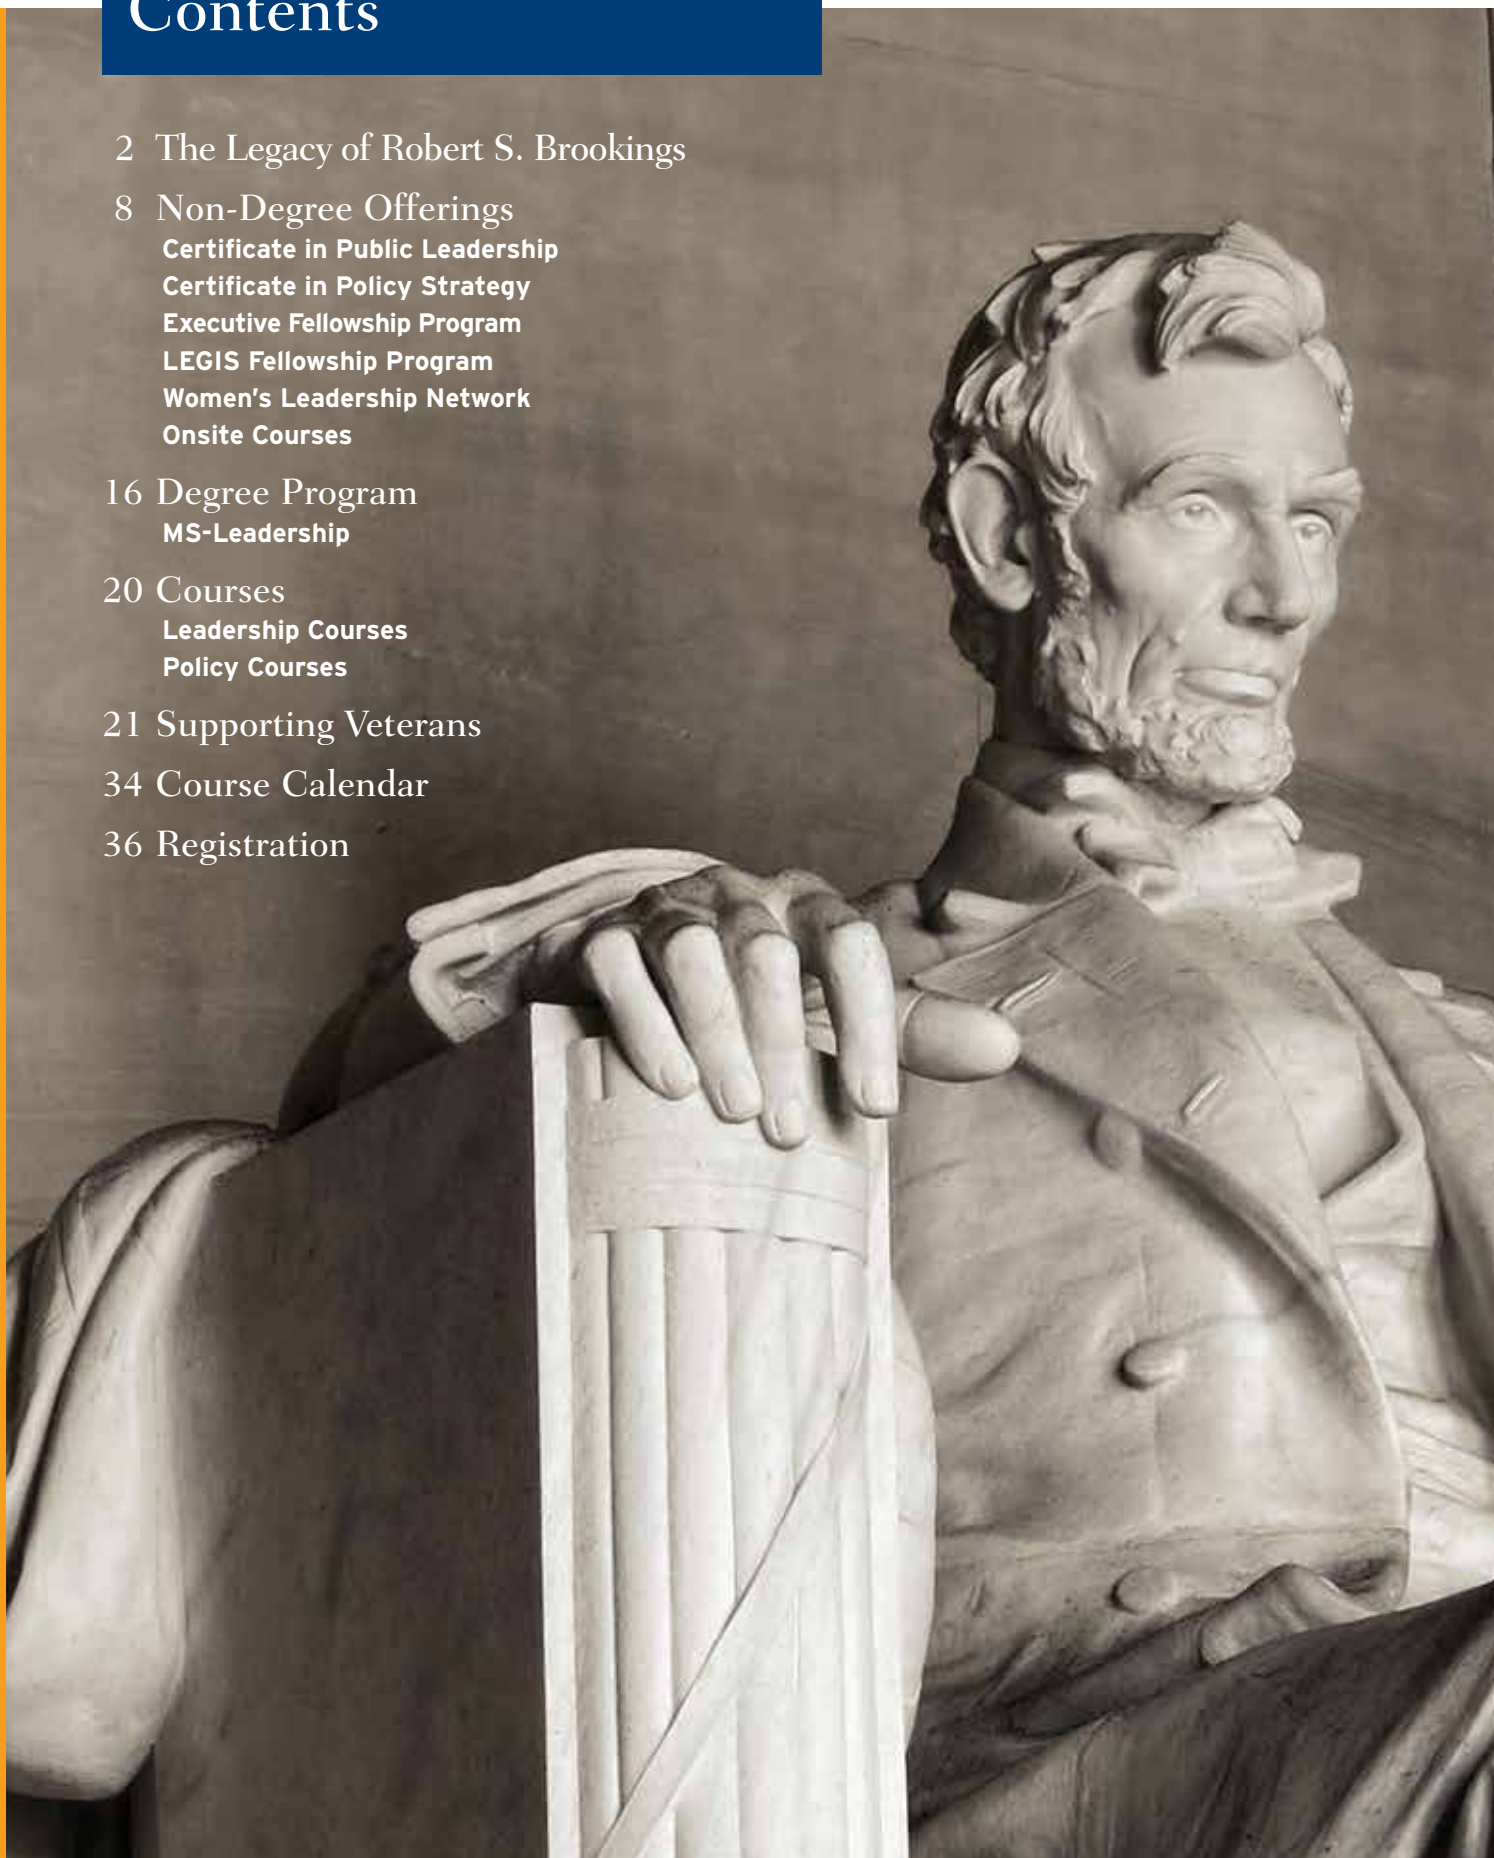 Contents
2 The Legacy of Robert S. Brookings
8 Non-Degree Offerings
Certificate in Public Leadership
Certificate in Policy Strategy
Executive Fellowship Program
LEGIS Fellowship Program
Women's Leadership Network
Onsite Courses
16 Degree Program
MS-Leadership
20 Courses
Leadership Courses
Policy Courses
21 Supporting Veterans
34 Course Calendar
36 Registration